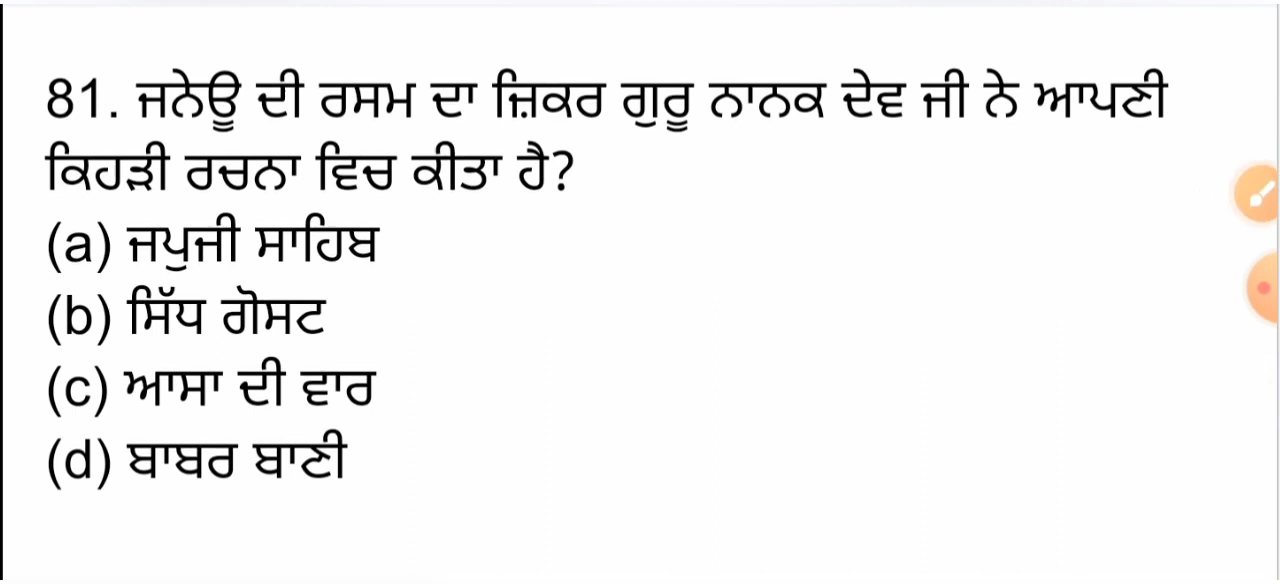 81. ਜਨੇਊ ਦੀ ਰਸਮ ਦਾ ਜ਼ਿਕਰ ਗੁਰੂ ਨਾਨਕ ਦੇਵ ਜੀ ਨੇ ਆਪਣੀ
ਕਿਹੜੀ ਰਚਨਾ ਵਿਚ ਕੀਤਾ ਹੈ?
(a) ਜਪੁਜੀ ਸਾਹਿਬ
(b) ਸਿੱਧ ਗੋਸਟ
(c) ਆਸਾ ਦੀ ਵਾਰ
(d) ਬਾਬਰ ਬਾਣੀ